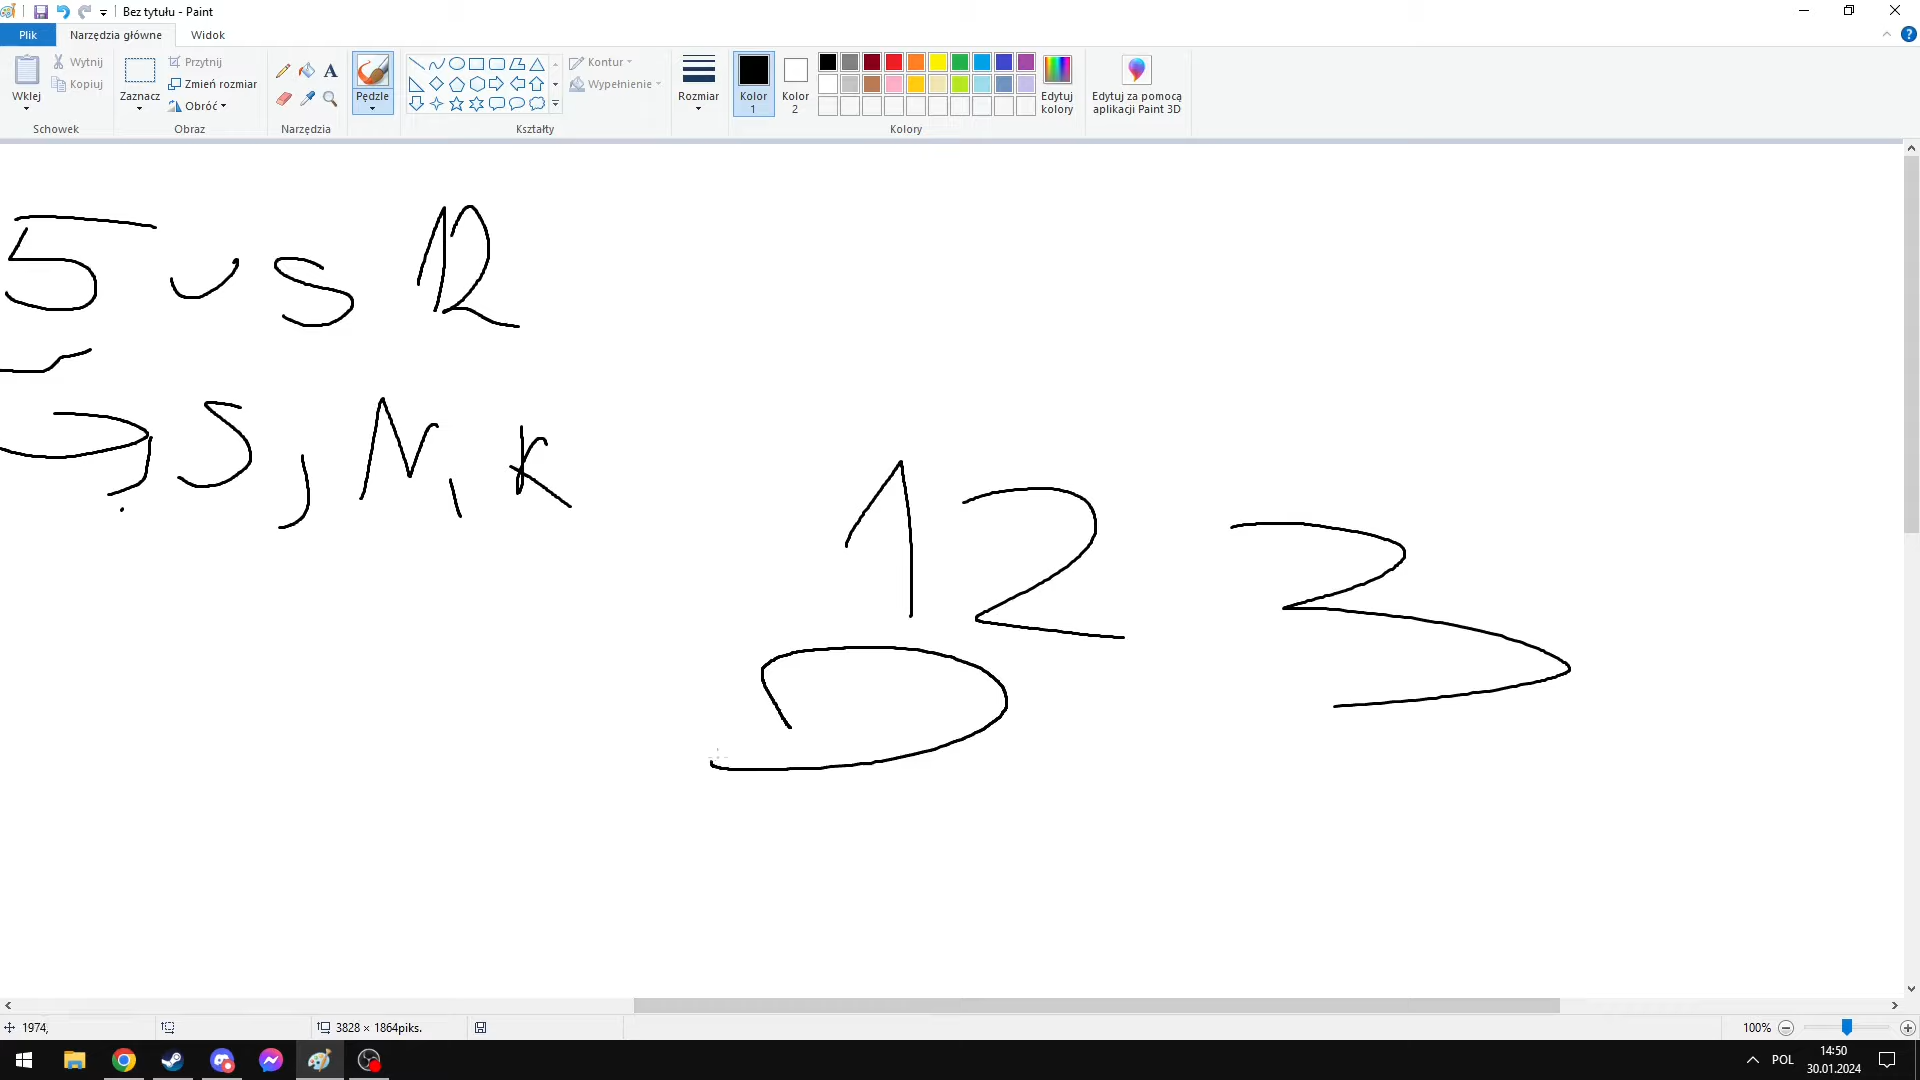 Bez tytułu - Paint
Plik Narzędzia główne Widok
Wklej Wytnij Kopiuj Schowek
Zaznacz Przytnij Zmień rozmiar Obróć Obraz
A Narzędzia
Pędzle
Kontur Wypełnienie Kształty
Rozmiar
Kolor 1 Kolor 2 Edytuj kolory Kolory
Edytuj za pomocą aplikacji Paint 3D
5 vs 12
S, N, K
12 3
D
1974, 3828 × 1864piks. 100%
POL 14:50
30.01.2024